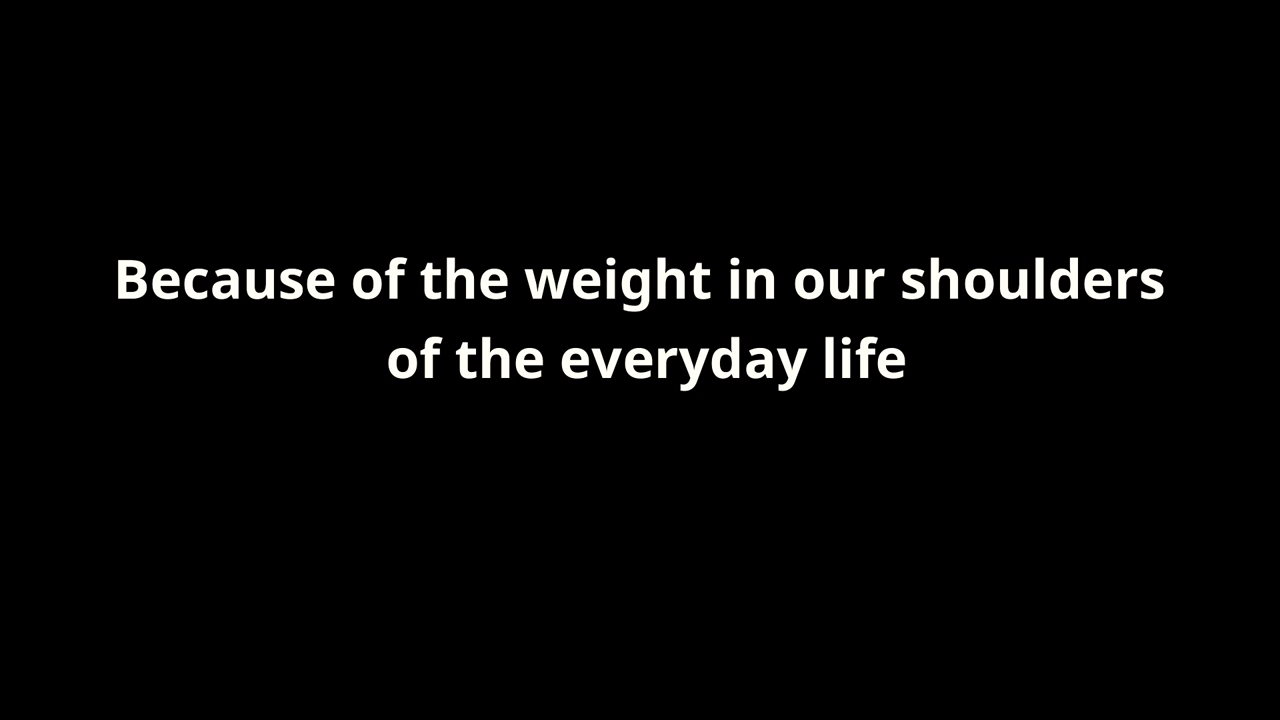 Because of the weight in our shoulders
of the everyday life